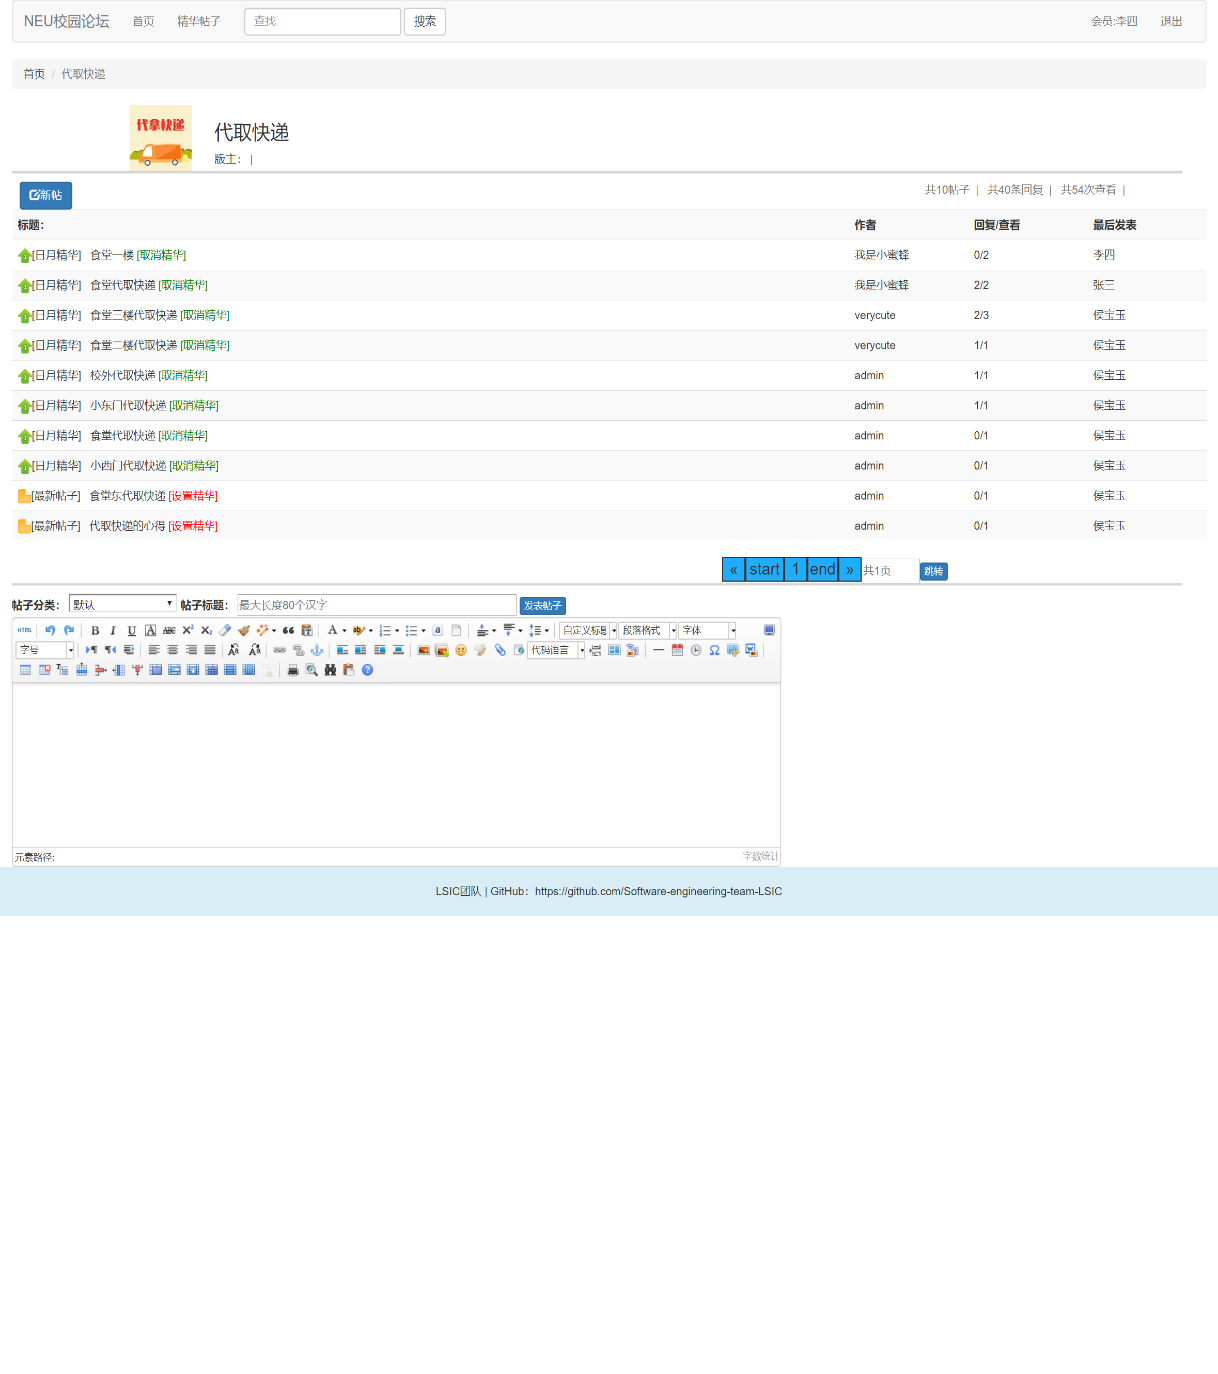 NEU校园论坛 首页 精华帖子 查找 搜索 会员:李四 退出
首页 / 代取快递
代拿快递
代取快递
版主： |
新帖 共10帖子 | 共40条回复 | 共54次查看 |
标题: 作者 回复/查看 最后发表
[日月精华] 食堂一楼 [取消精华] 我是小蜜蜂 0/2 李四
[日月精华] 食堂代取快递 [取消精华] 我是小蜜蜂 2/2 张三
[日月精华] 食堂三楼代取快递 [取消精华] verycute 2/3 侯宝玉
[日月精华] 食堂二楼代取快递 [取消精华] verycute 1/1 侯宝玉
[日月精华] 校外代取快递 [取消精华] admin 1/1 侯宝玉
[日月精华] 小东门代取快递 [取消精华] admin 1/1 侯宝玉
[日月精华] 食堂代取快递 [取消精华] admin 0/1 侯宝玉
[日月精华] 小西门代取快递 [取消精华] admin 0/1 侯宝玉
[最新帖子] 食堂东代取快递 [设置精华] admin 0/1 侯宝玉
[最新帖子] 代取快递的心得 [设置精华] admin 0/1 侯宝玉
« start 1 end » 共1页 跳转
帖子分类： 默认 帖子标题： 最大长度80个汉字 发表帖子
HTML B I U A ABC X² X₂ A ab 自定义标题 段落格式 字体
字号 代码语言
元素路径: 字数统计
LSIC团队 | GitHub：https://github.com/Software-engineering-team-LSIC